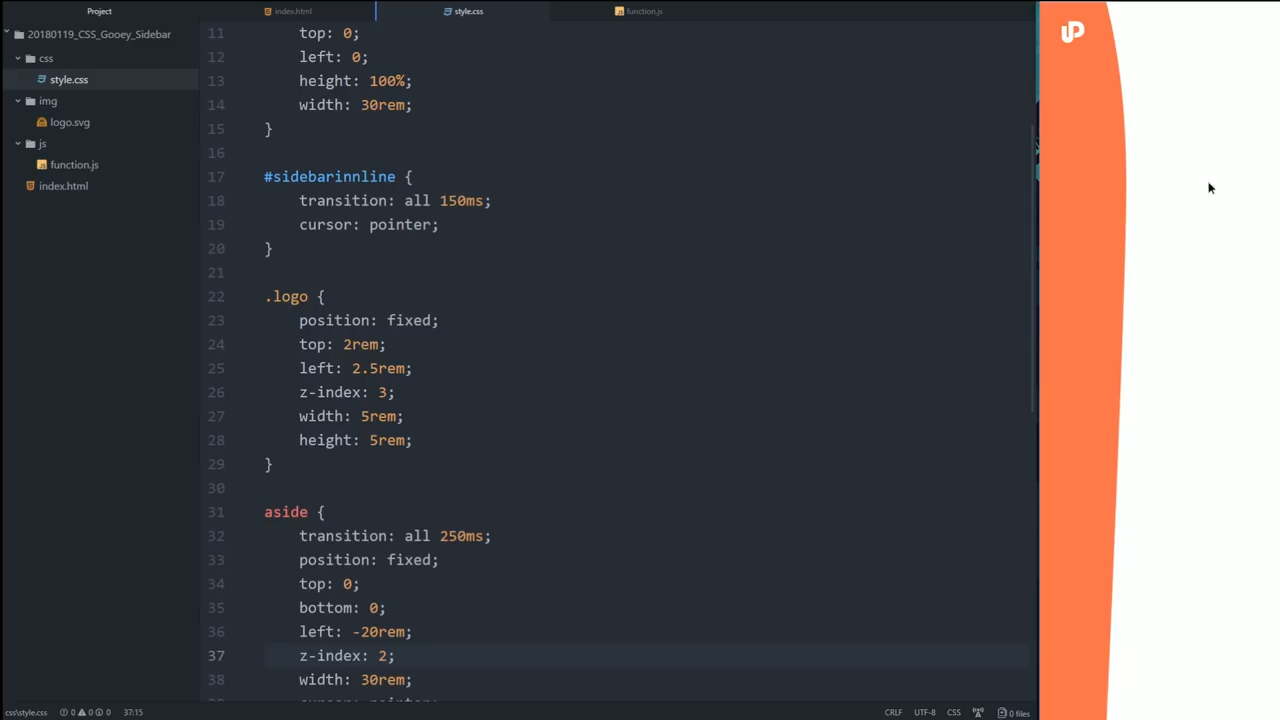 Project
index.html
style.css
function.js
20180119_CSS_Gooey_Sidebar
css
style.css
img
logo.svg
js
function.js
index.html
11 top: 0;
12 left: 0;
13 height: 100%;
14 width: 30rem;
15 }
16
17 #sidebarinnline {
18 transition: all 150ms;
19 cursor: pointer;
20 }
21
22 .logo {
23 position: fixed;
24 top: 2rem;
25 left: 2.5rem;
26 z-index: 3;
27 width: 5rem;
28 height: 5rem;
29 }
30
31 aside {
32 transition: all 250ms;
33 position: fixed;
34 top: 0;
35 bottom: 0;
36 left: -20rem;
37 z-index: 2;
38 width: 30rem;
css\style.css 0 0 0 37:15 CRLF UTF-8 CSS 0 files
UP